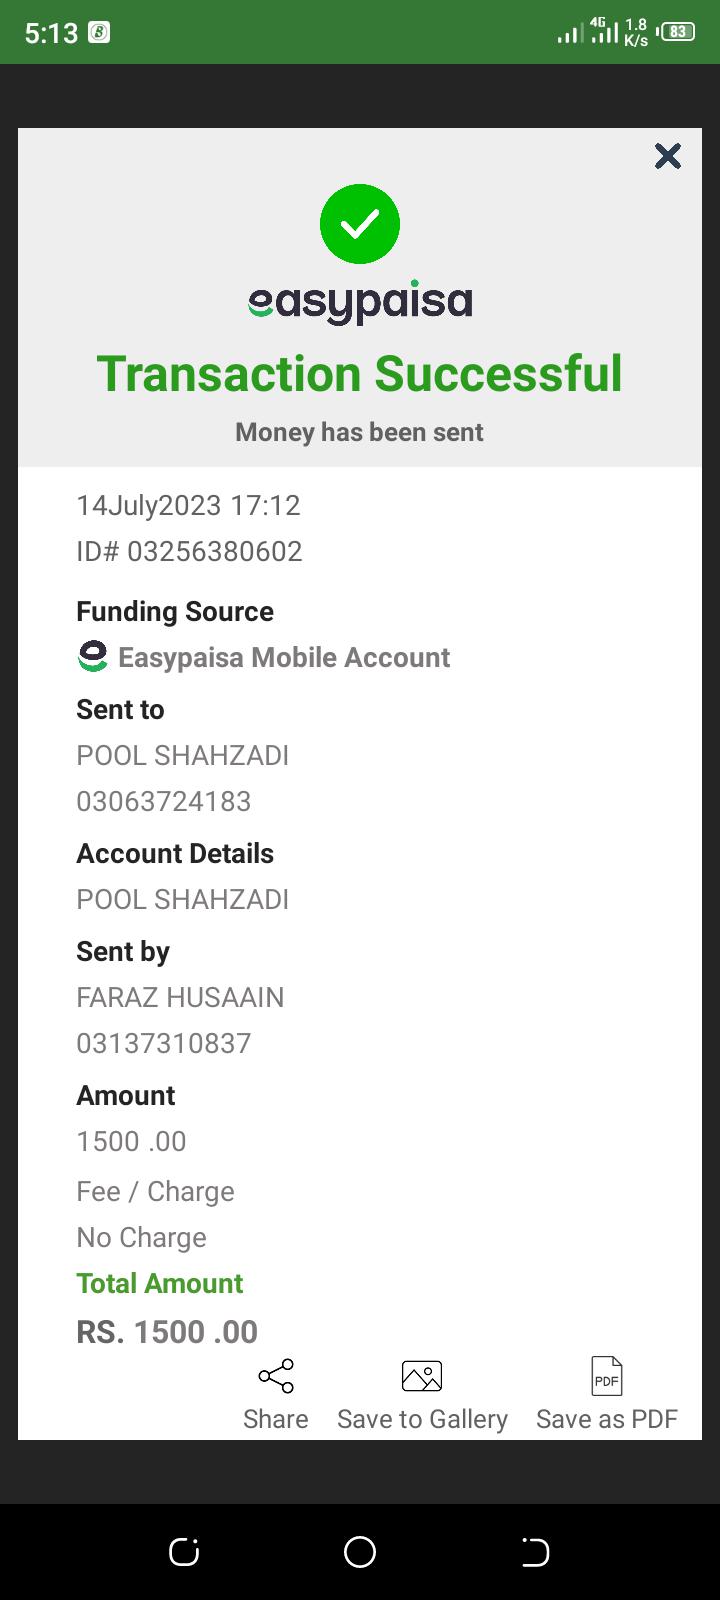 5:13
4G 1.8 K/s 83
easypaisa
Transaction Successful
Money has been sent
14July2023 17:12
ID# 03256380602
Funding Source
Easypaisa Mobile Account
Sent to
POOL SHAHZADI
03063724183
Account Details
POOL SHAHZADI
Sent by
FARAZ HUSAAIN
03137310837
Amount
1500 .00
Fee / Charge
No Charge
Total Amount
RS. 1500 .00
PDF
Share Save to Gallery Save as PDF